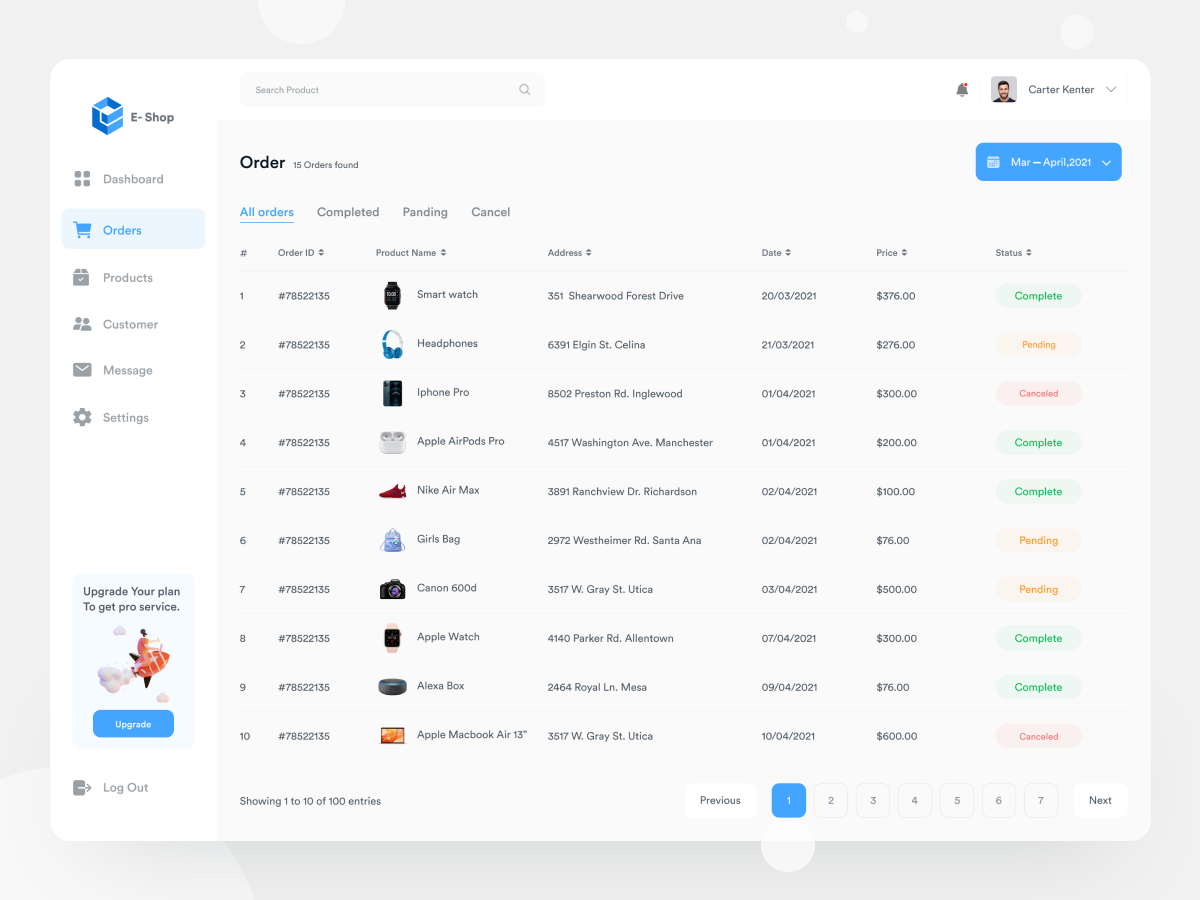 Search Product
Carter Kenter
E- Shop
Dashboard
Orders
Products
Customer
Message
Settings
Upgrade Your plan
To get pro service.
Upgrade
Log Out
Order 15 Orders found
Mar – April,2021
All orders Completed Panding Cancel
# Order ID Product Name Address Date Price Status
1 #78522135 Smart watch 351 Shearwood Forest Drive 20/03/2021 $376.00 Complete
2 #78522135 Headphones 6391 Elgin St. Celina 21/03/2021 $276.00 Pending
3 #78522135 Iphone Pro 8502 Preston Rd. Inglewood 01/04/2021 $300.00 Canceled
4 #78522135 Apple AirPods Pro 4517 Washington Ave. Manchester 01/04/2021 $200.00 Complete
5 #78522135 Nike Air Max 3891 Ranchview Dr. Richardson 02/04/2021 $100.00 Complete
6 #78522135 Girls Bag 2972 Westheimer Rd. Santa Ana 02/04/2021 $76.00 Pending
7 #78522135 Canon 600d 3517 W. Gray St. Utica 03/04/2021 $500.00 Pending
8 #78522135 Apple Watch 4140 Parker Rd. Allentown 07/04/2021 $300.00 Complete
9 #78522135 Alexa Box 2464 Royal Ln. Mesa 09/04/2021 $76.00 Complete
10 #78522135 Apple Macbook Air 13” 3517 W. Gray St. Utica 10/04/2021 $600.00 Canceled
Showing 1 to 10 of 100 entries
Previous 1 2 3 4 5 6 7 Next